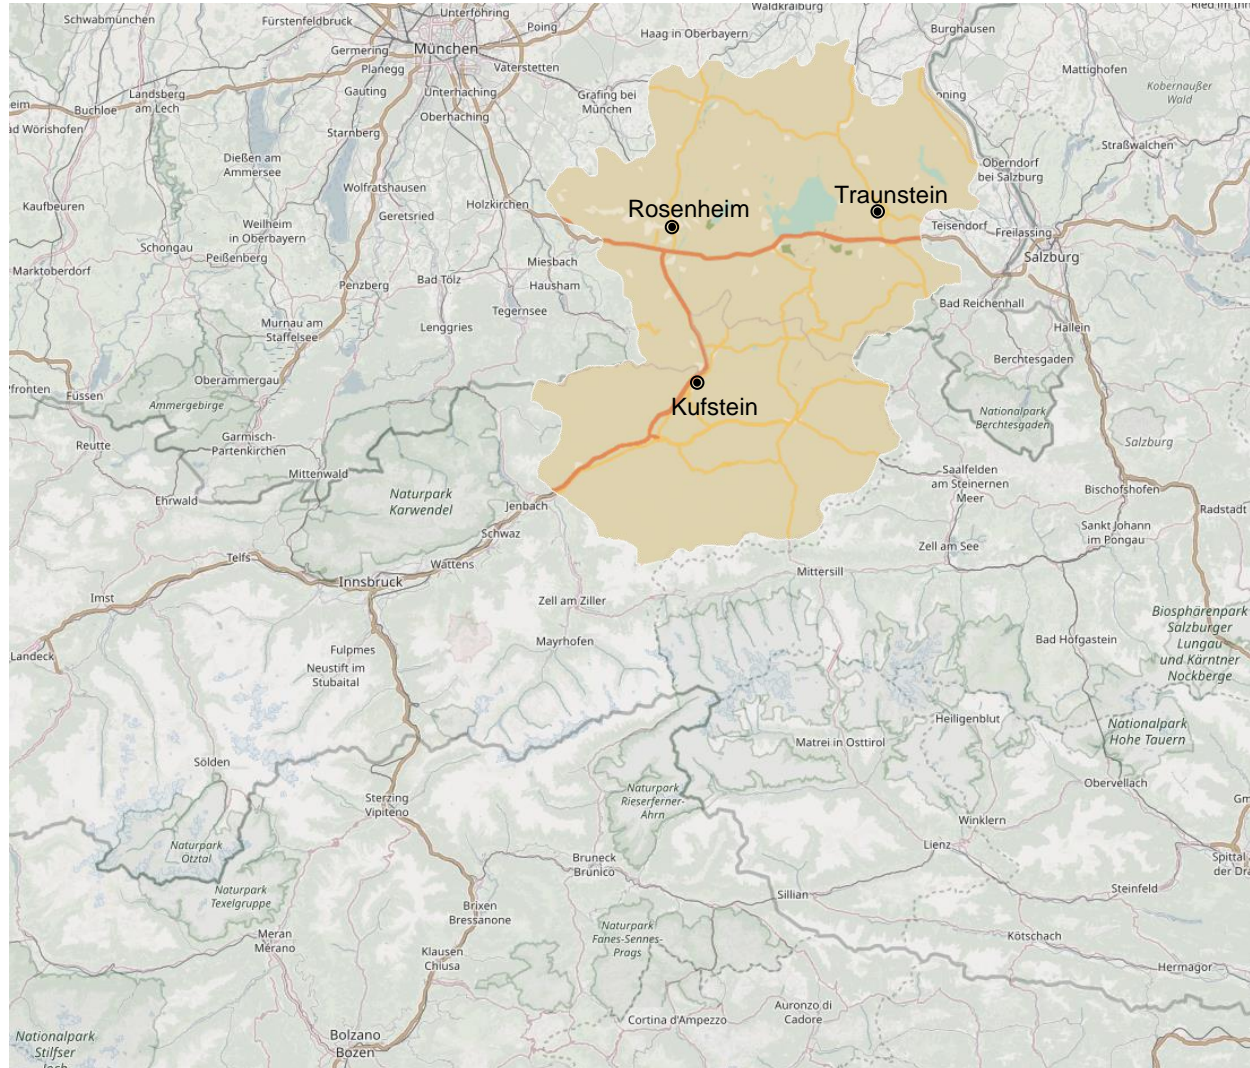 Schwabmünchen
Fürstenfeldbruck
Unterföhring
Poing
Waldkraiburg
Haag in Oberbayern
Burghausen
Germering
München
Planegg
Vaterstetten
Mattighofen
Kobernaußer
Wald
Landsberg
am Lech
Buchloe
Gauting
Unterhaching
Grafing bei
München
oning
Oberhaching
ad Wörishofen
Starnberg
Straßwalchen
Dießen am
Ammersee
Oberndorf
bei Salzburg
Wolfratshausen
Traunstein
Kaufbeuren
Holzkirchen
Rosenheim
Geretsried
Weilheim
in Oberbayern
Teisendorf
Freilassing
Schongau
Peißenberg
Miesbach
Salzburg
Marktoberdorf
Bad Tölz
Penzberg
Hausham
Bad Reichenhall
Tegernsee
Murnau am
Staffelsee
Lenggries
Hallein
Berchtesgaden
Pfronten
Füssen
Oberammergau
Ammergebirge
Kufstein
Nationalpark
Berchtesgaden
Reutte
Garmisch-
Partenkirchen
Salzburg
Mittenwald
Saalfelden
am Steinernen
Meer
Ehrwald
Naturpark
Karwendel
Jenbach
Bischofshofen
Radstadt
Schwaz
Sankt Johann
im Pongau
Telfs
Wattens
Zell am See
Innsbruck
Mittersill
Imst
Zell am Ziller
Biosphärenpark
Salzburger
Lungau
und Kärntner
Nockberge
Mayrhofen
Bad Hofgastein
Landeck
Fulpmes
Neustift im
Stubaital
Heiligenblut
Nationalpark
Hohe Tauern
Matrei in Osttirol
Sölden
Obervellach
Sterzing
Vipiteno
Naturpark
Rieserferner-
Ahrn
Gm
Winklern
Naturpark
Ötztal
Lienz
Bruneck
Brunico
Spittal
der Dra
Naturpark
Texelgruppe
Sillian
Steinfeld
Brixen
Bressanone
Meran
Merano
Naturpark
Fanes-Sennes-
Prags
Kötschach
Klausen
Chiusa
Hermagor
Auronzo di
Cadore
Cortina d'Ampezzo
Nationalpark
Stilfser
Bolzano
Bozen